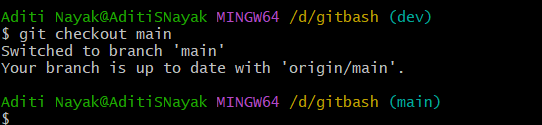 Aditi Nayak@AditiSNayak MINGW64 /d/gitbash (dev)
$ git checkout main
Switched to branch 'main'
Your branch is up to date with 'origin/main'.
Aditi Nayak@AditiSNayak MINGW64 /d/gitbash (main)
$